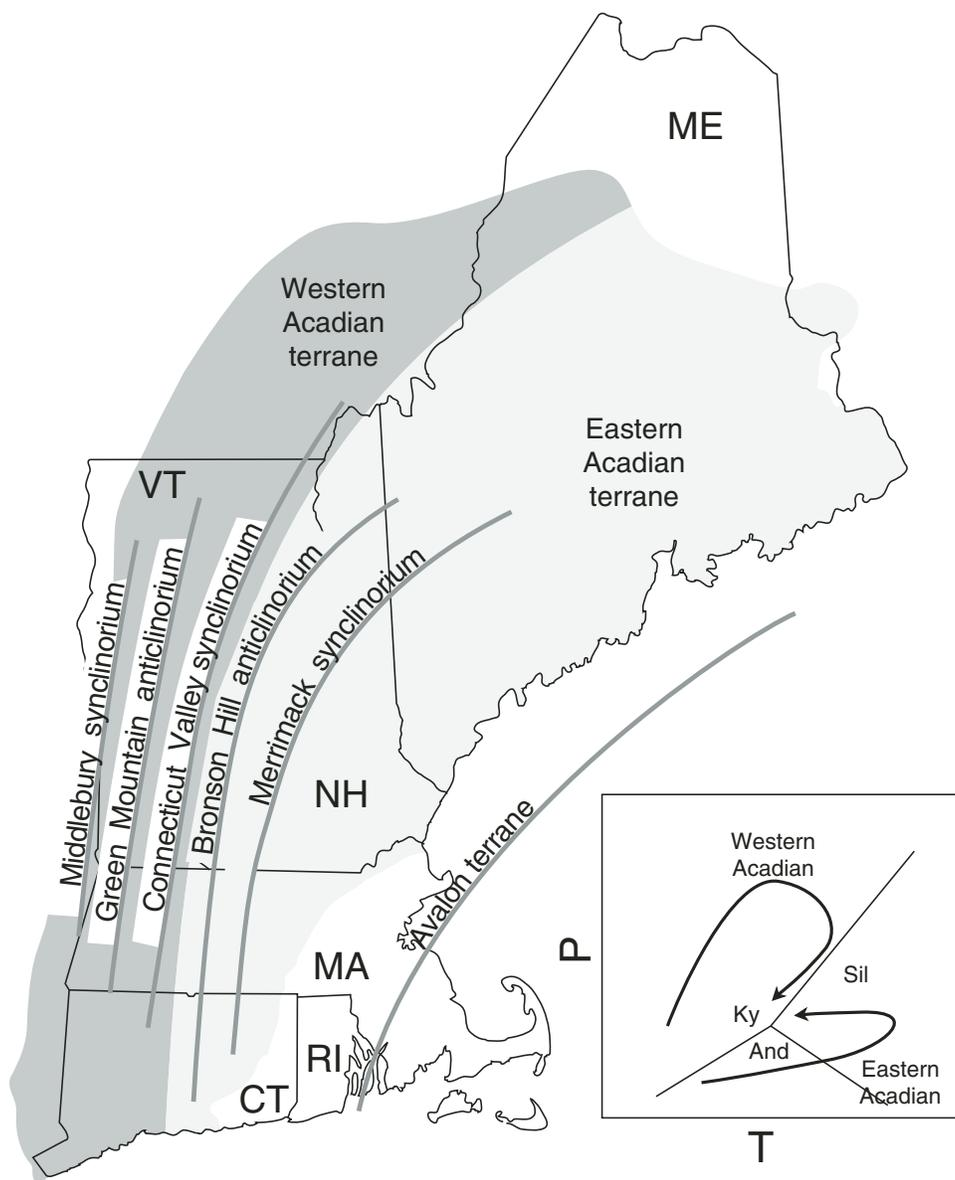 ME
Western
Acadian
terrane
Eastern
Acadian
terrane
VT
Middlebury synclinorium
Green Mountain anticlinorium
Connecticut Valley synclinorium
Bronson Hill anticlinorium
Merrimack synclinorium
NH
Avalon terrane
MA
RI
CT
Western
Acadian
P
Sil
Ky
And
Eastern
Acadian
T